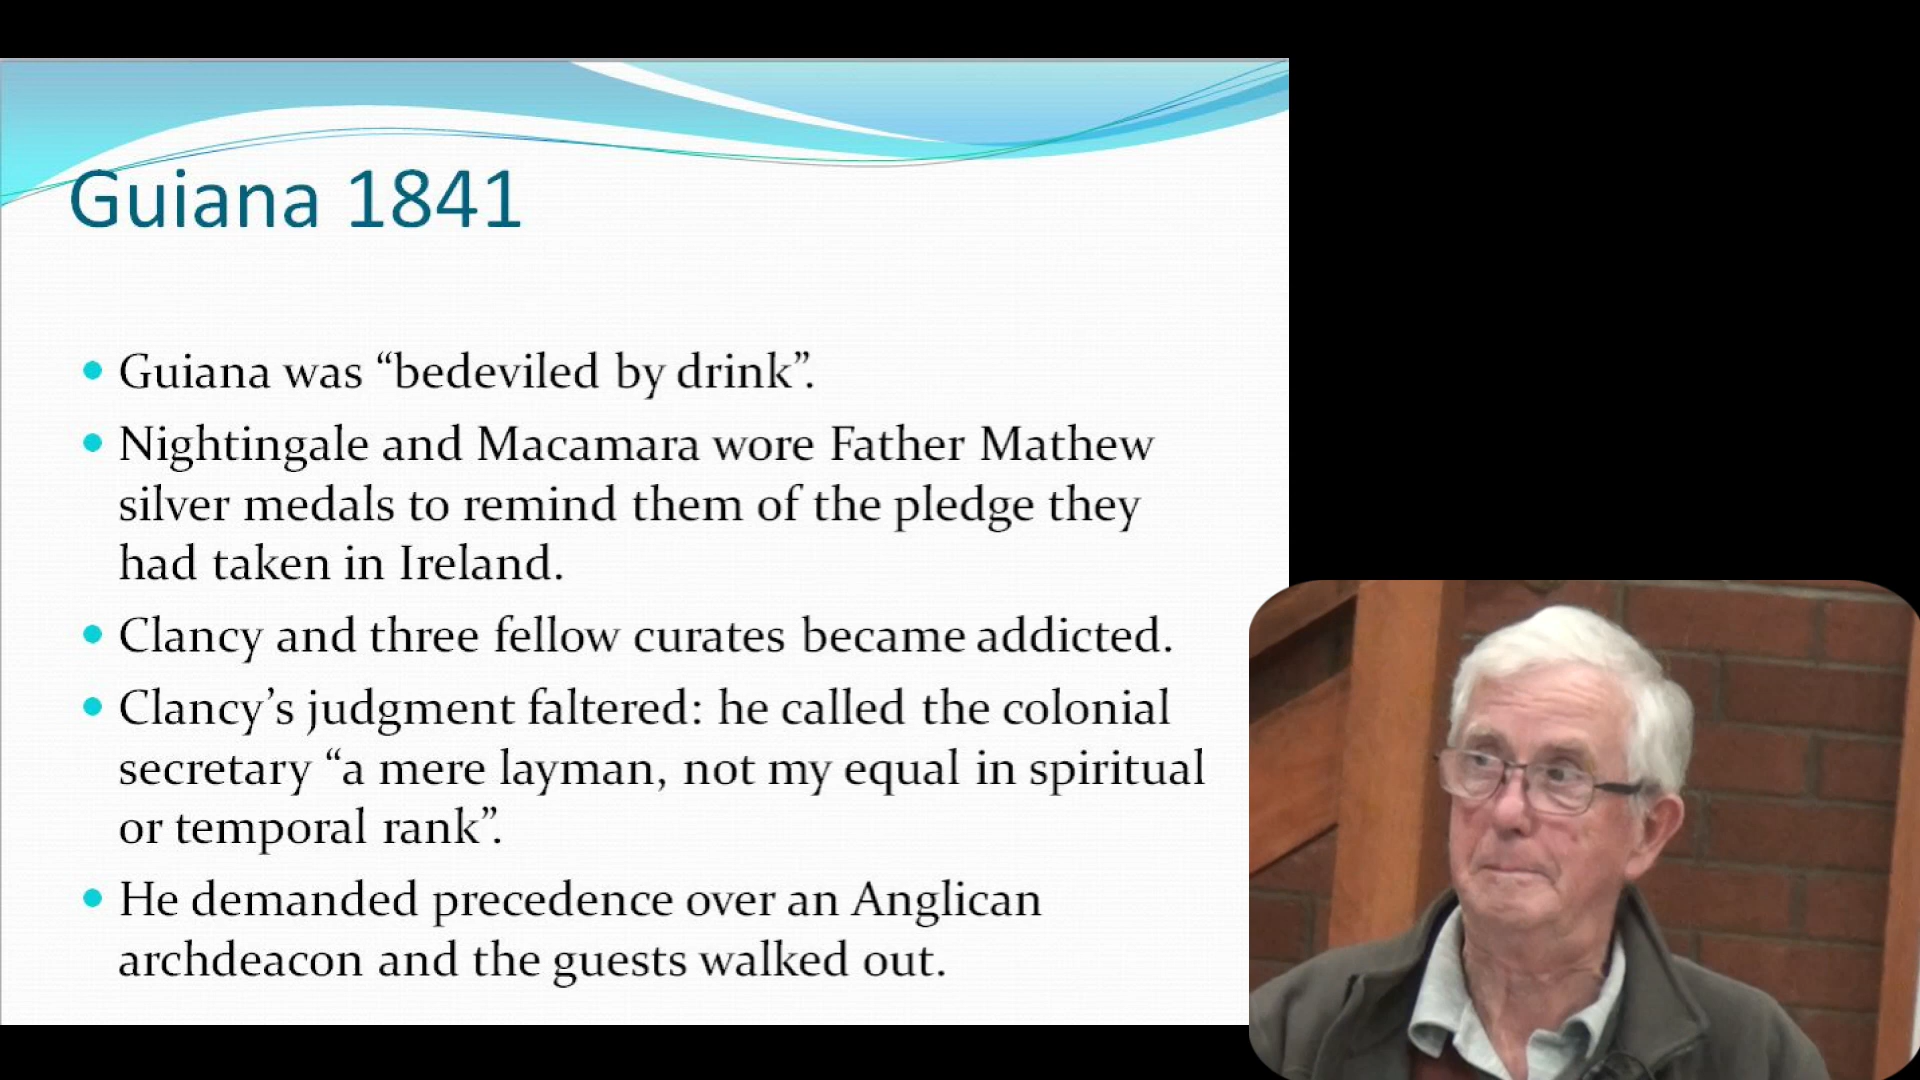 Guiana 1841
Guiana was “bedeviled by drink”.
Nightingale and Macamara wore Father Mathew
silver medals to remind them of the pledge they
had taken in Ireland.
Clancy and three fellow curates became addicted.
Clancy’s judgment faltered: he called the colonial
secretary “a mere layman, not my equal in spiritual
or temporal rank”.
He demanded precedence over an Anglican
archdeacon and the guests walked out.